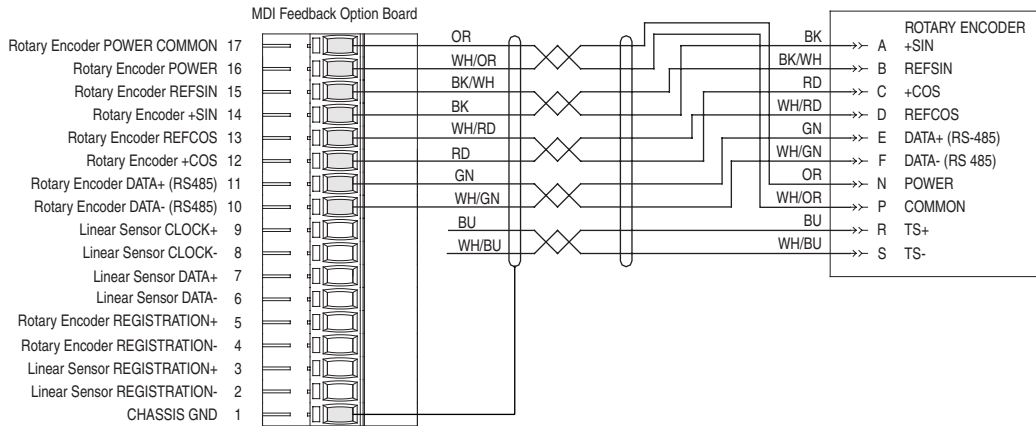 MDI Feedback Option Board
Rotary Encoder POWER COMMON 17
Rotary Encoder POWER 16
Rotary Encoder REFSIN 15
Rotary Encoder +SIN 14
Rotary Encoder REFCOS 13
Rotary Encoder +COS 12
Rotary Encoder DATA+ (RS485) 11
Rotary Encoder DATA- (RS485) 10
Linear Sensor CLOCK+ 9
Linear Sensor CLOCK- 8
Linear Sensor DATA+ 7
Linear Sensor DATA- 6
Rotary Encoder REGISTRATION+ 5
Rotary Encoder REGISTRATION- 4
Linear Sensor REGISTRATION+ 3
Linear Sensor REGISTRATION- 2
CHASSIS GND 1
OR
WH/OR
BK/WH
BK
WH/RD
RD
GN
WH/GN
BU
WH/BU
ROTARY ENCODER
BK A +SIN
BK/WH B REFSIN
RD C +COS
WH/RD D REFCOS
GN E DATA+ (RS-485)
WH/GN F DATA- (RS 485)
OR N POWER
WH/OR P COMMON
BU R TS+
WH/BU S TS-